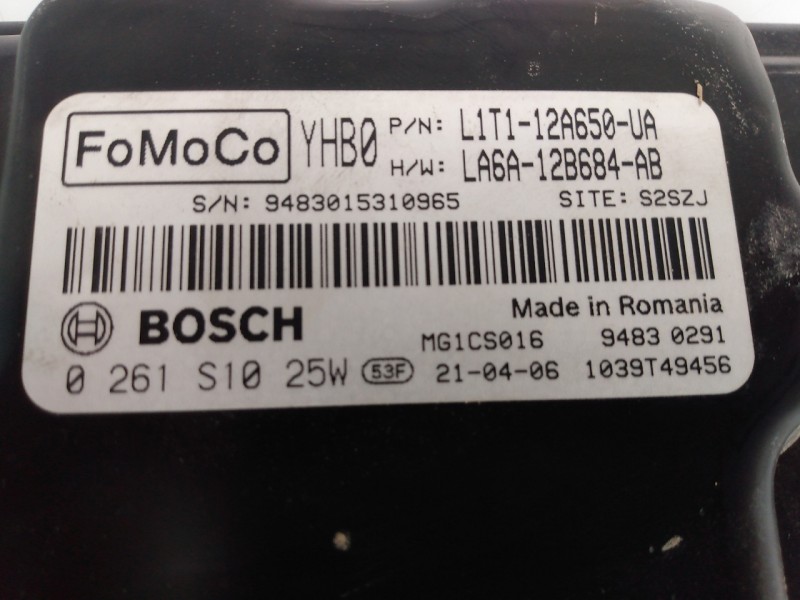 FoMoCo YHB0 P/N: L1T1-12A650-UA
H/W: LA6A-12B684-AB
S/N: 9483015310965 SITE: S2SZJ
Made in Romania
BOSCH MG1CS016 9483 0291
0 261 S10 25W 53F 21-04-06 1039T49456